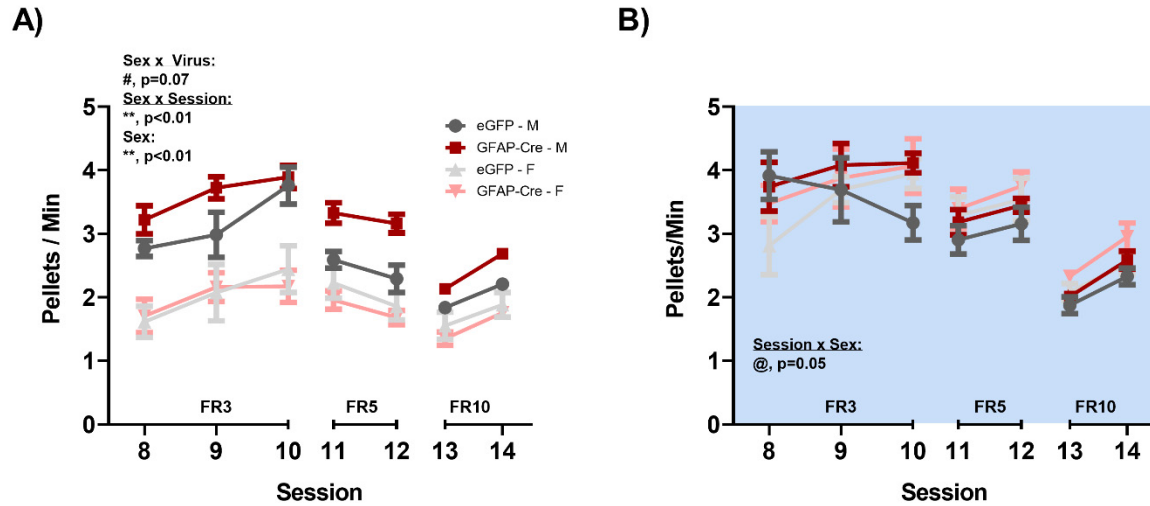 A)
Sex x Virus:
#, p=0.07
Sex x Session:
**, p<0.01
Sex:
**, p<0.01
eGFP - M
GFAP-Cre - M
eGFP - F
GFAP-Cre - F
Pellets / Min
5
4
3
2
1
0
FR3 FR5 FR10
8 9 10 11 12 13 14
Session
B)
Pellets/Min
5
4
3
2
1
0
Session x Sex:
@, p=0.05
FR3 FR5 FR10
8 9 10 11 12 13 14
Session